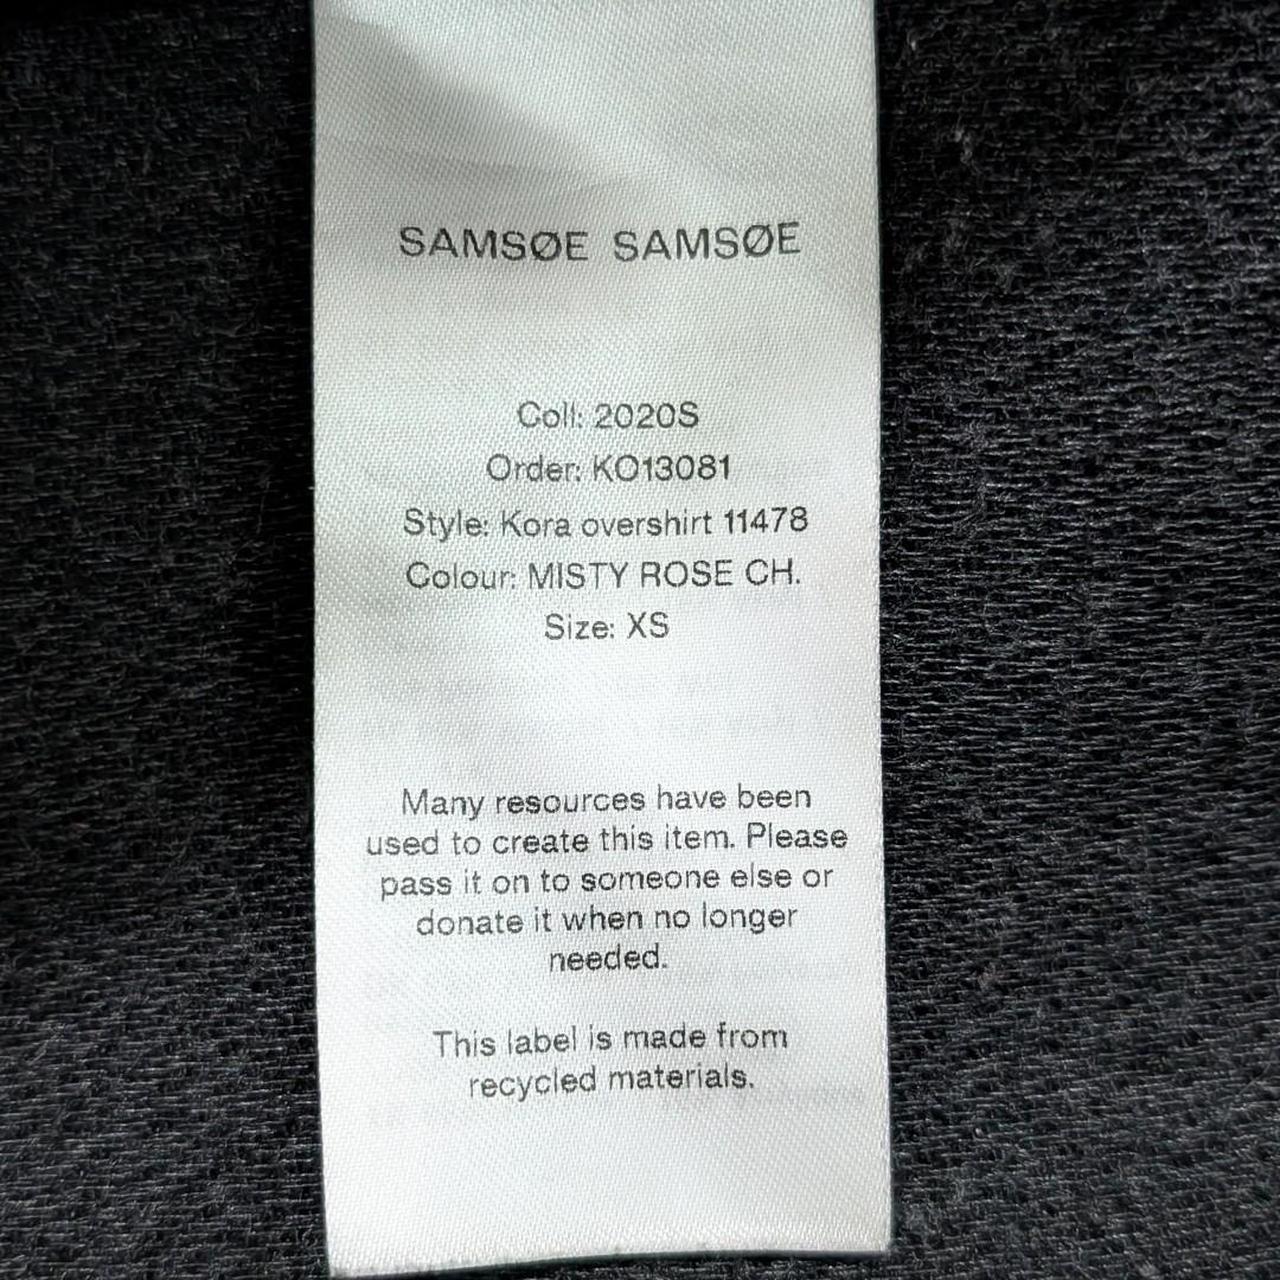 SAMSØE SAMSØE
Coll: 2020S
Order: KO13081
Style: Kora overshirt 11478
Colour: MISTY ROSE CH.
Size: XS
Many resources have been
used to create this item. Please
pass it on to someone else or
donate it when no longer
needed.
This label is made from
recycled materials.